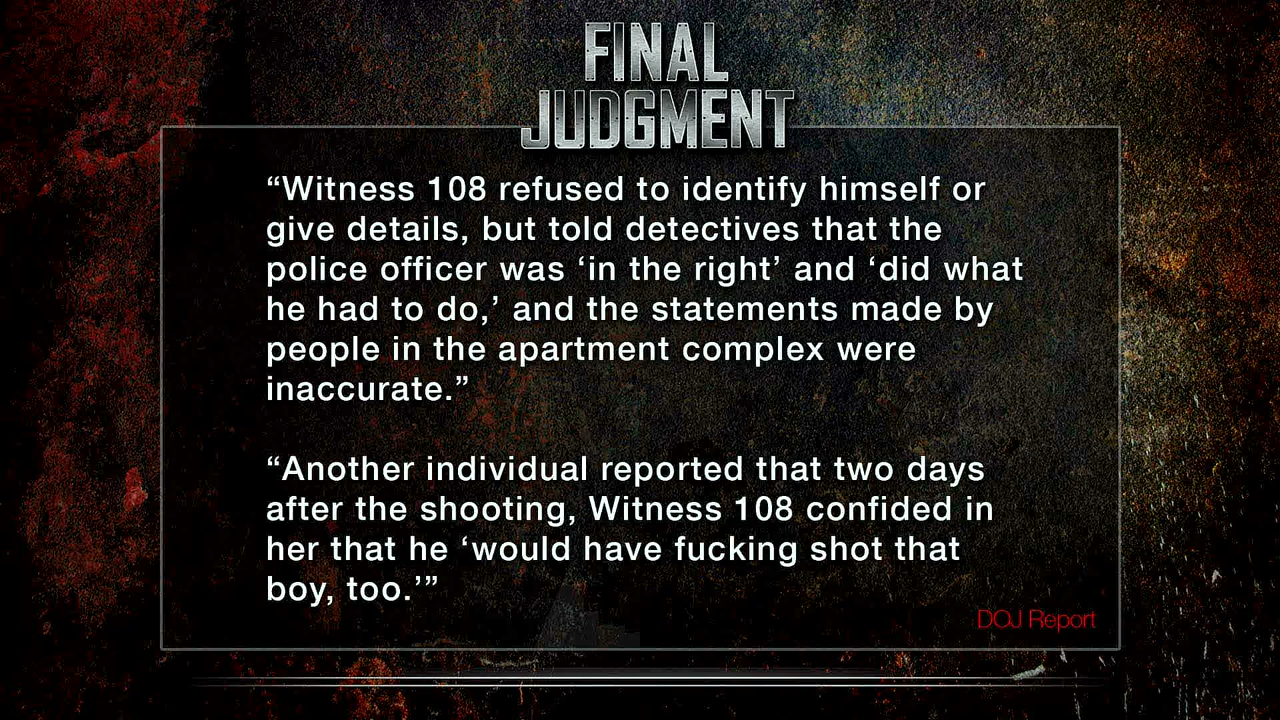 FINAL
JUDGMENT
“Witness 108 refused to identify himself or
give details, but told detectives that the
police officer was ‘in the right’ and ‘did what
he had to do,’ and the statements made by
people in the apartment complex were
inaccurate.”
“Another individual reported that two days
after the shooting, Witness 108 confided in
her that he ‘would have fucking shot that
boy, too.’”
DOJ Report